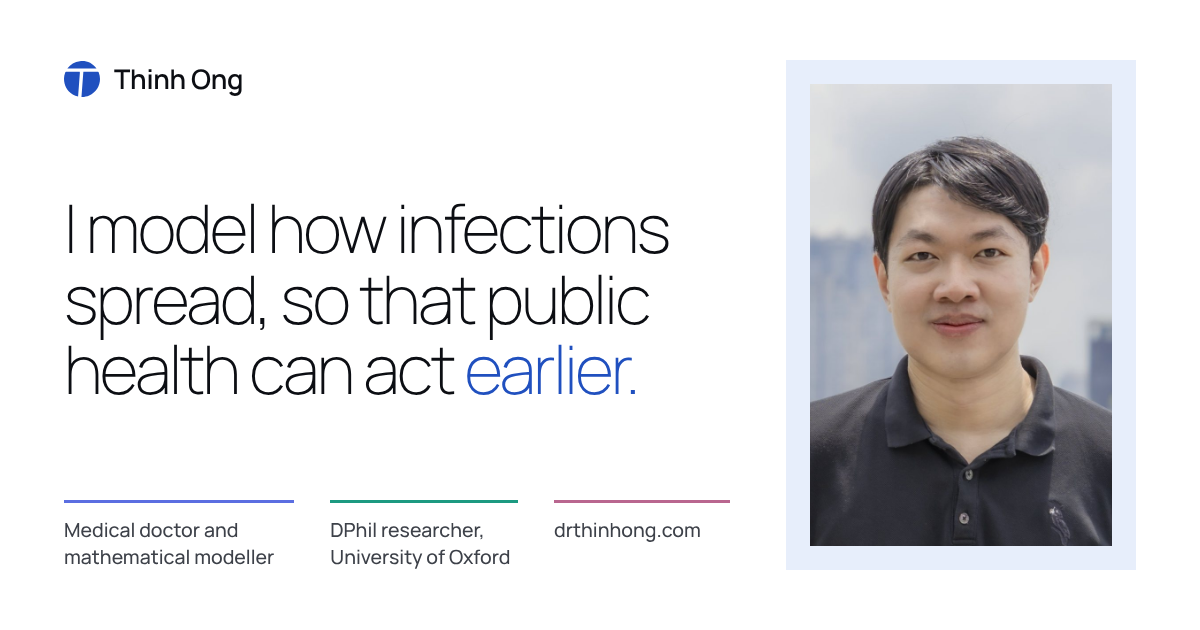 Thinh Ong
I model how infections
spread, so that public
health can act earlier.
Medical doctor and
mathematical modeller
DPhil researcher,
University of Oxford
drthinhong.com